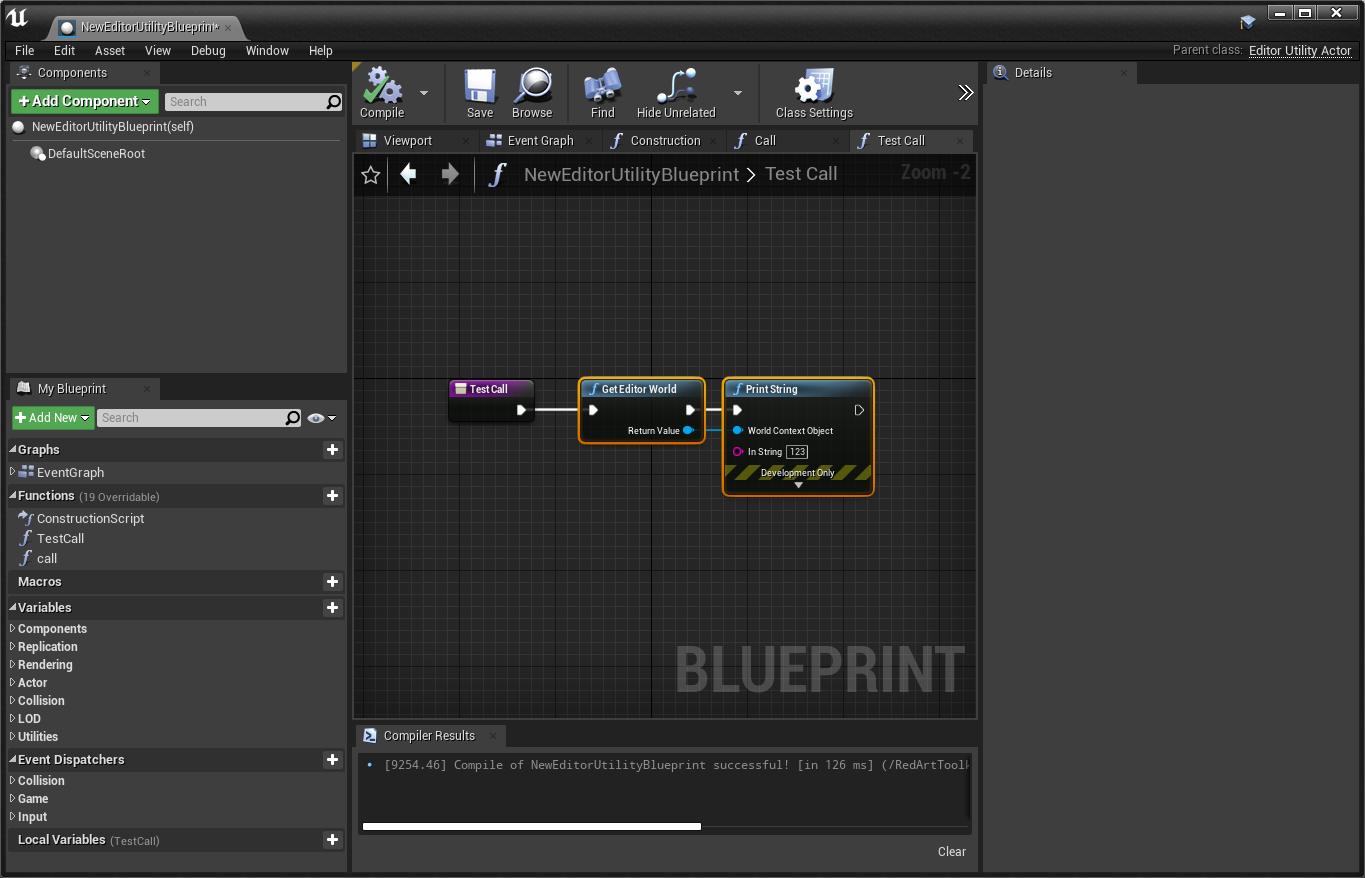 NewEditorUtilityBlueprint*
File Edit Asset View Debug Window Help
Parent class: Editor Utility Actor
Components
Add Component
Search
NewEditorUtilityBlueprint(self)
DefaultSceneRoot
My Blueprint
Add New
Search
Graphs
EventGraph
Functions (19 Overridable)
ConstructionScript
TestCall
call
Macros
Variables
Components
Replication
Rendering
Actor
Collision
LOD
Utilities
Event Dispatchers
Collision
Game
Input
Local Variables (TestCall)
Compile
Save
Browse
Find
Hide Unrelated
Class Settings
Viewport
Event Graph
Construction
Call
Test Call
NewEditorUtilityBlueprint > Test Call
Zoom -2
Test Call
Get Editor World
Return Value
Print String
World Context Object
In String 123
Development Only
BLUEPRINT
Compiler Results
• [9254.46] Compile of NewEditorUtilityBlueprint successful! [in 126 ms] (/RedArtTool
Clear
Details